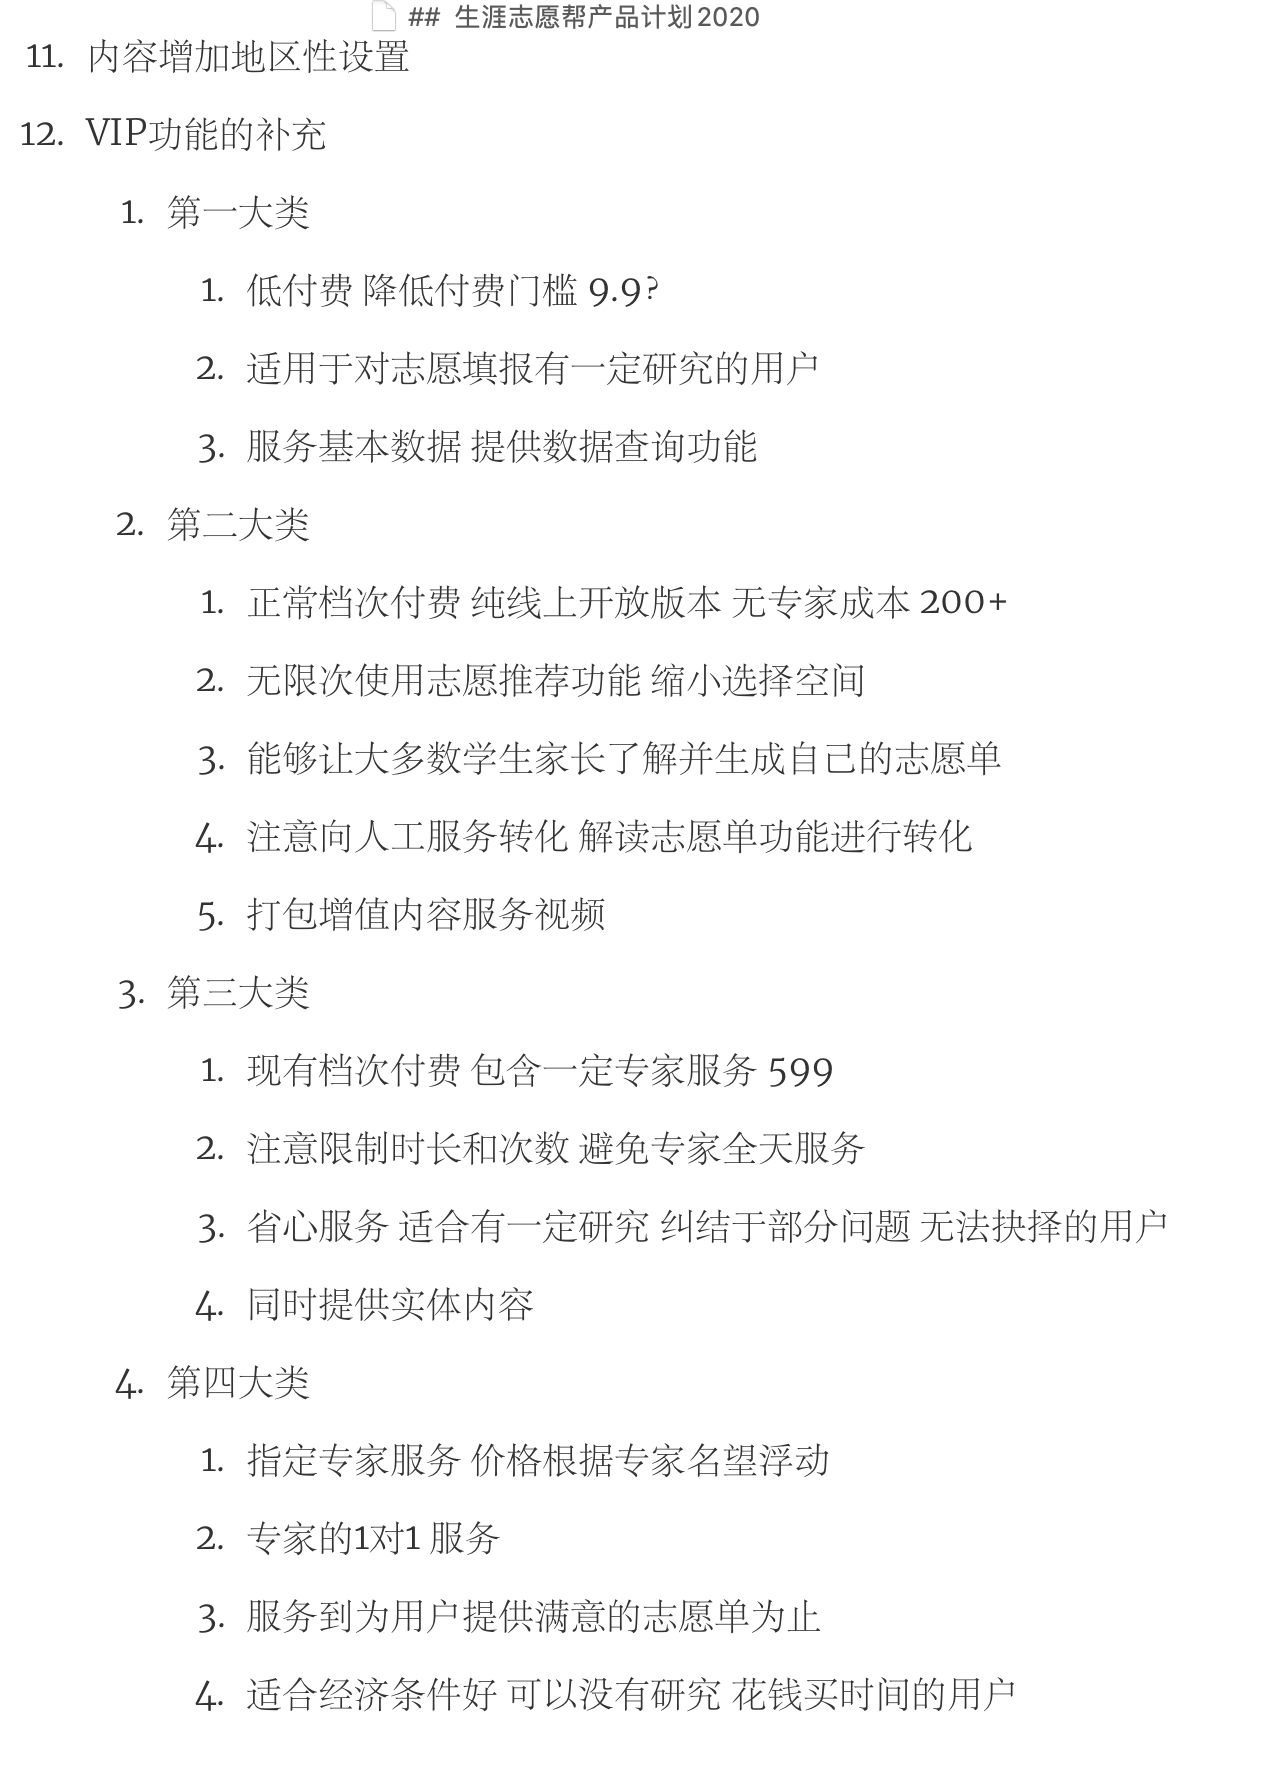 ## 生涯志愿帮产品计划2020
11. 内容增加地区性设置
12. VIP功能的补充
1. 第一大类
1. 低付费 降低付费门槛 9.9?
2. 适用于对志愿填报有一定研究的用户
3. 服务基本数据 提供数据查询功能
2. 第二大类
1. 正常档次付费 纯线上开放版本 无专家成本 200+
2. 无限次使用志愿推荐功能 缩小选择空间
3. 能够让大多数学生家长了解并生成自己的志愿单
4. 注意向人工服务转化 解读志愿单功能进行转化
5. 打包增值内容服务视频
3. 第三大类
1. 现有档次付费 包含一定专家服务 599
2. 注意限制时长和次数 避免专家全天服务
3. 省心服务 适合有一定研究 纠结于部分问题 无法抉择的用户
4. 同时提供实体内容
4. 第四大类
1. 指定专家服务 价格根据专家名望浮动
2. 专家的1对1 服务
3. 服务到为用户提供满意的志愿单为止
4. 适合经济条件好 可以没有研究 花钱买时间的用户